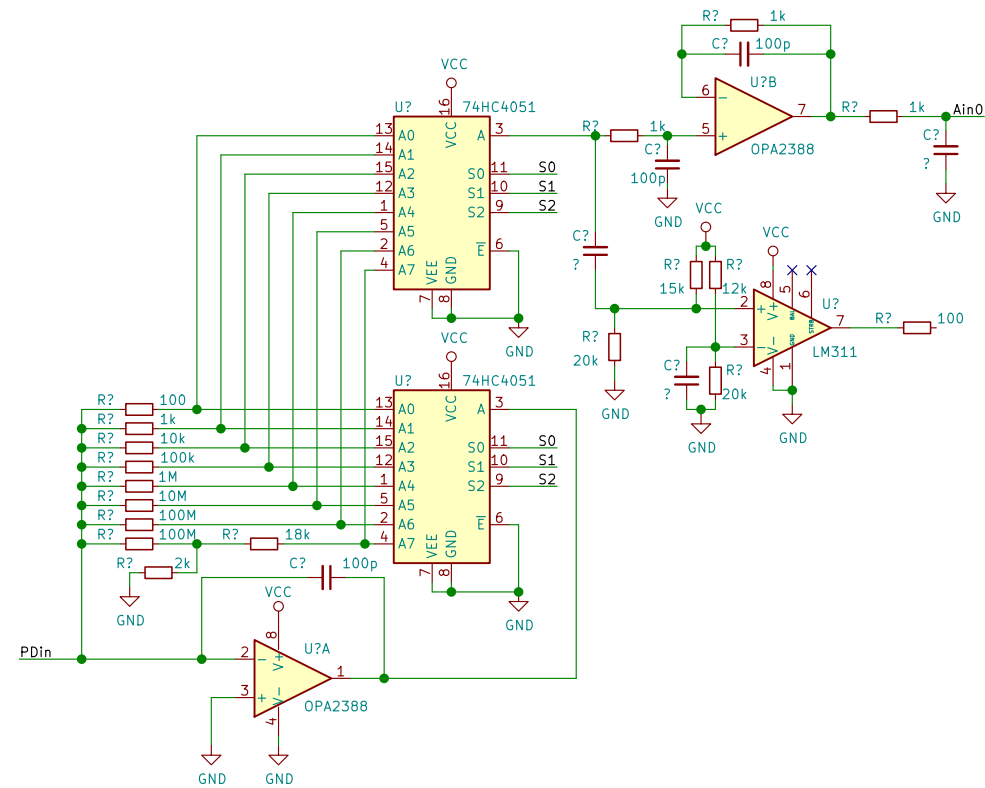 R? 1k
C? 100p
U?B
6 −
7
5 +
OPA2388
R? 1k
Ain0
C?
?
GND
VCC
U? 74HC4051
16
VCC
13 A0
14 A1
15 A2
12 A3
1 A4
5 A5
2 A6
4 A7
A 3
S0 11 S0
S1 10 S1
S2 9 S2
E 6
VEE GND
7 8
GND
R? 1k
C?
100p
GND
C?
?
VCC
R? R?
15k 12k
VCC
8 5 6
V+ BAL STRB
U?
2 +
3 −
7
LM311
V- GND
4 1
R? 100
R?
20k
GND
C?
?
R?
20k
GND
GND
VCC
U? 74HC4051
16
VCC
R? 100 13 A0
R? 1k 14 A1
R? 10k 15 A2
R? 100k 12 A3
R? 1M 1 A4
R? 10M 5 A5
R? 100M 2 A6
R? 100M R? 18k 4 A7
A 3
S0 11 S0
S1 10 S1
S2 9 S2
E 6
VEE GND
7 8
GND
R? 2k
GND
C? 100p
VCC
8
V+
U?A
PDin
2 −
1
3 +
V-
4
OPA2388
GND
GND